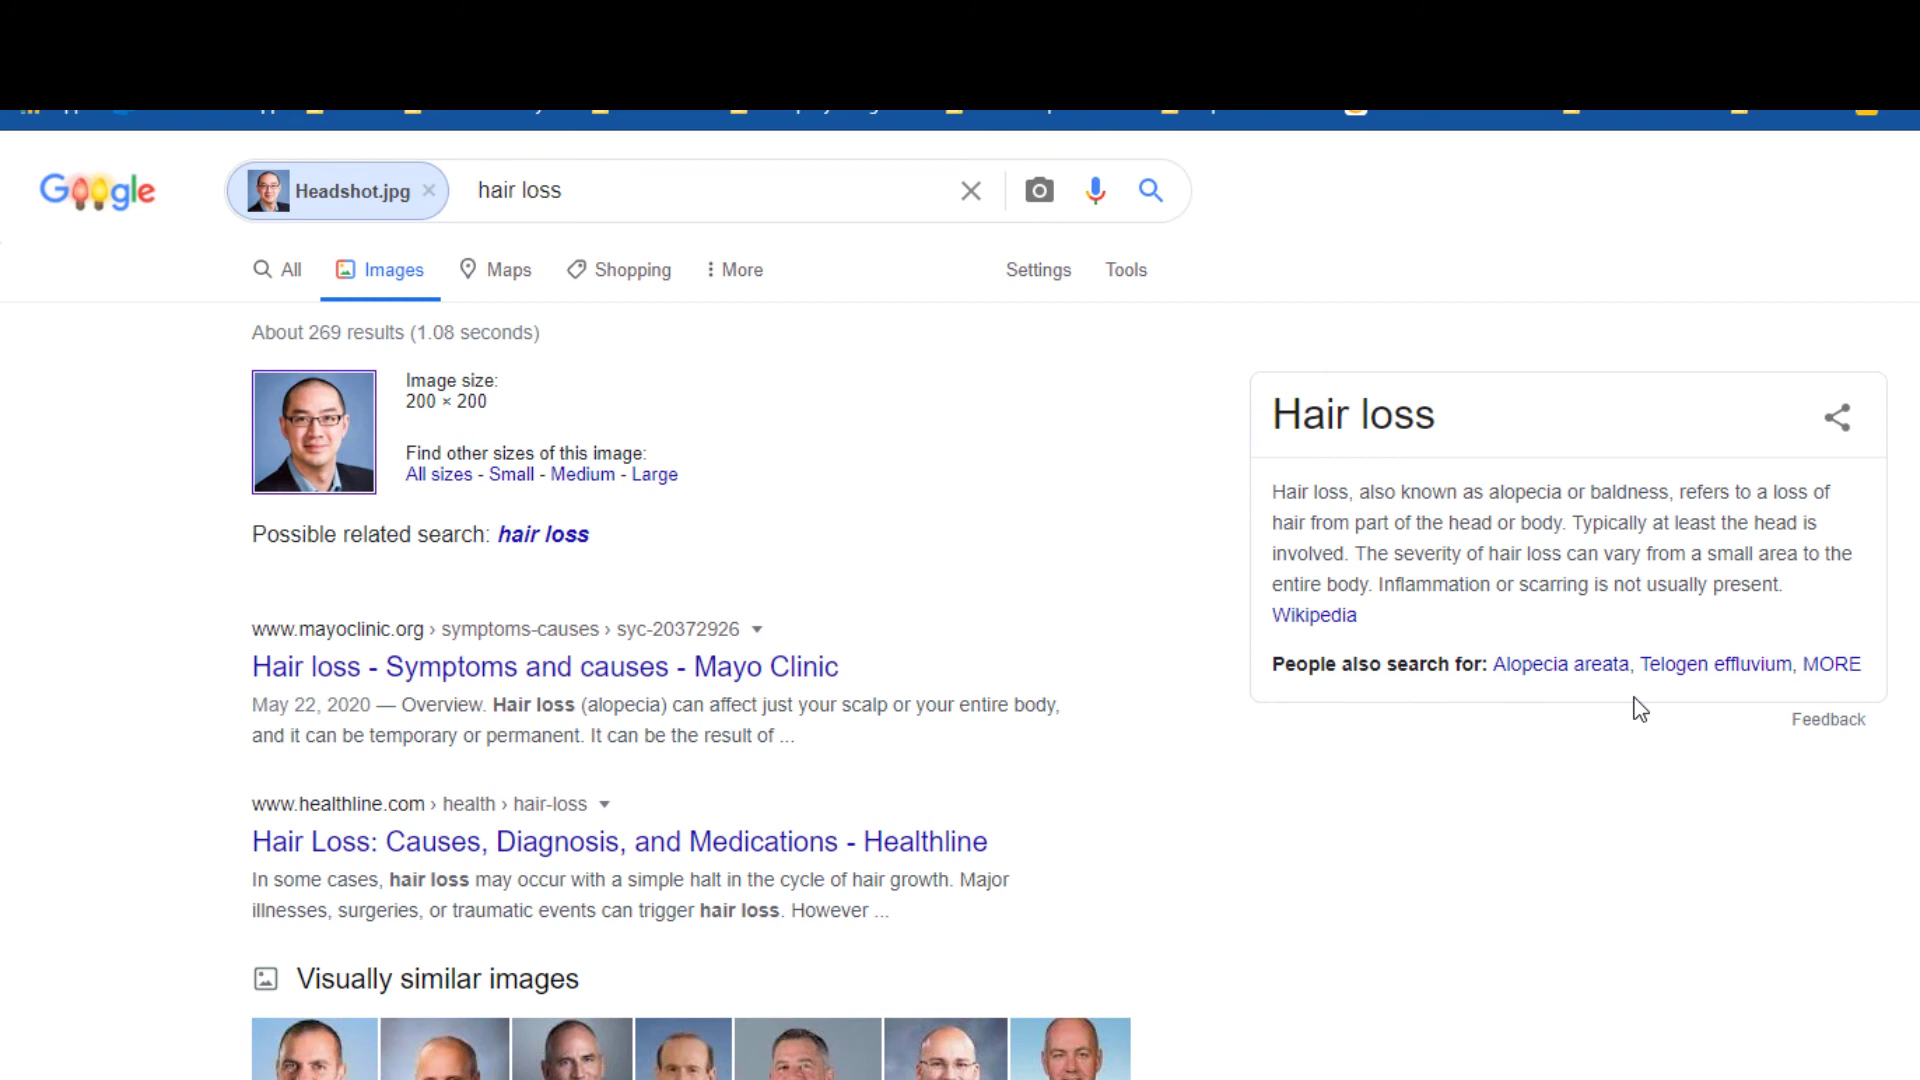 Google
Headshot.jpg
hair loss
All
Images
Maps
Shopping
More
Settings
Tools
About 269 results (1.08 seconds)
Image size:
200 × 200
Find other sizes of this image:
All sizes - Small - Medium - Large
Possible related search: hair loss
www.mayoclinic.org › symptoms-causes › syc-20372926
Hair loss - Symptoms and causes - Mayo Clinic
May 22, 2020 — Overview. Hair loss (alopecia) can affect just your scalp or your entire body,
and it can be temporary or permanent. It can be the result of ...
www.healthline.com › health › hair-loss
Hair Loss: Causes, Diagnosis, and Medications - Healthline
In some cases, hair loss may occur with a simple halt in the cycle of hair growth. Major
illnesses, surgeries, or traumatic events can trigger hair loss. However ...
Visually similar images
Hair loss
Hair loss, also known as alopecia or baldness, refers to a loss of
hair from part of the head or body. Typically at least the head is
involved. The severity of hair loss can vary from a small area to the
entire body. Inflammation or scarring is not usually present.
Wikipedia
People also search for: Alopecia areata, Telogen effluvium, MORE
Feedback